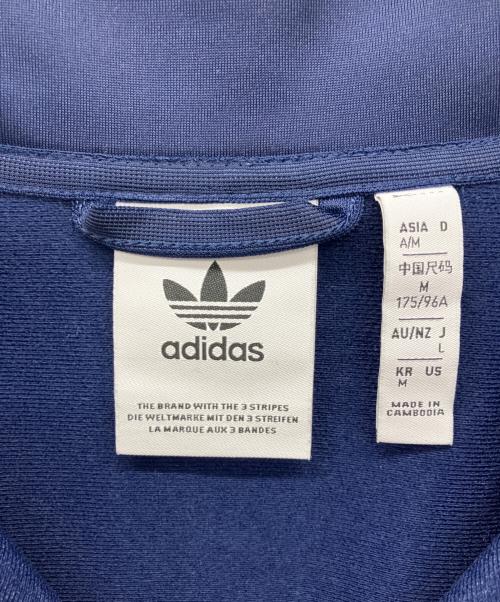 adidas
THE BRAND WITH THE 3 STRIPES
DIE WELTMARKE MIT DEN 3 STREIFEN
LA MARQUE AUX 3 BANDES
ASIA D
A/M
中国尺码
M
175/96A
AU/NZ J
L
KR US
M
MADE IN
CAMBODIA